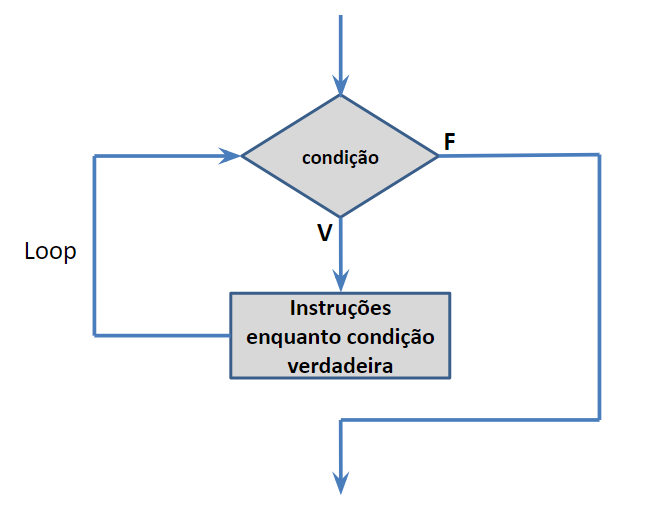 condição
F
V
Loop
Instruções
enquanto condição
verdadeira